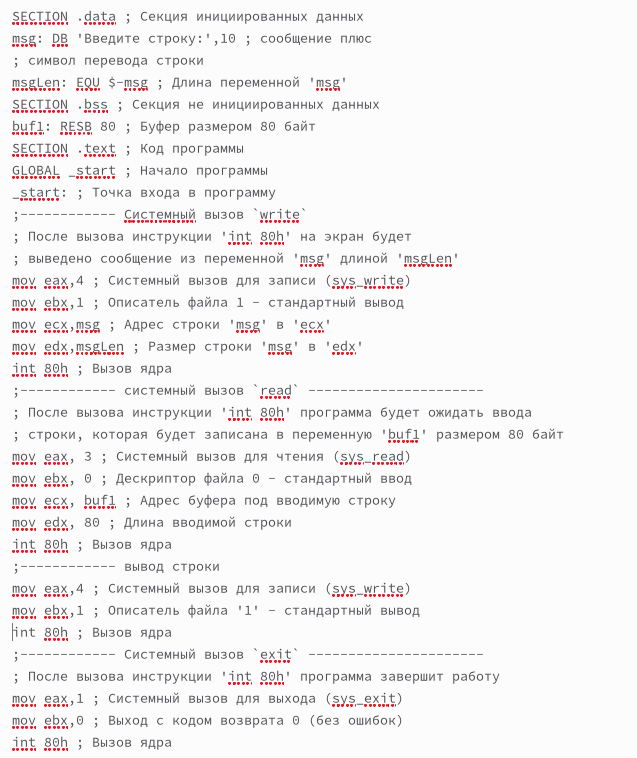 SECTION .data ; Секция инициированных данных
msg: DB 'Введите строку:',10 ; сообщение плюс
; символ перевода строки
msgLen: EQU $-msg ; Длина переменной 'msg'
SECTION .bss ; Секция не инициированных данных
buf1: RESB 80 ; Буфер размером 80 байт
SECTION .text ; Код программы
GLOBAL _start ; Начало программы
_start: ; Точка входа в программу
;------------ Cистемный вызов `write`
; После вызова инструкции 'int 80h' на экран будет
; выведено сообщение из переменной 'msg' длиной 'msgLen'
mov eax,4 ; Системный вызов для записи (sys_write)
mov ebx,1 ; Описатель файла 1 - стандартный вывод
mov ecx,msg ; Адрес строки 'msg' в 'ecx'
mov edx,msgLen ; Размер строки 'msg' в 'edx'
int 80h ; Вызов ядра
;------------ системный вызов `read` ----------------------
; После вызова инструкции 'int 80h' программа будет ожидать ввода
; строки, которая будет записана в переменную 'buf1' размером 80 байт
mov eax, 3 ; Системный вызов для чтения (sys_read)
mov ebx, 0 ; Дескриптор файла 0 - стандартный ввод
mov ecx, buf1 ; Адрес буфера под вводимую строку
mov edx, 80 ; Длина вводимой строки
int 80h ; Вызов ядра
;------------ вывод строки
mov eax,4 ; Системный вызов для записи (sys_write)
mov ebx,1 ; Описатель файла '1' - стандартный вывод
int 80h ; Вызов ядра
;------------ Системный вызов `exit` ----------------------
; После вызова инструкции 'int 80h' программа завершит работу
mov eax,1 ; Системный вызов для выхода (sys_exit)
mov ebx,0 ; Выход с кодом возврата 0 (без ошибок)
int 80h ; Вызов ядра